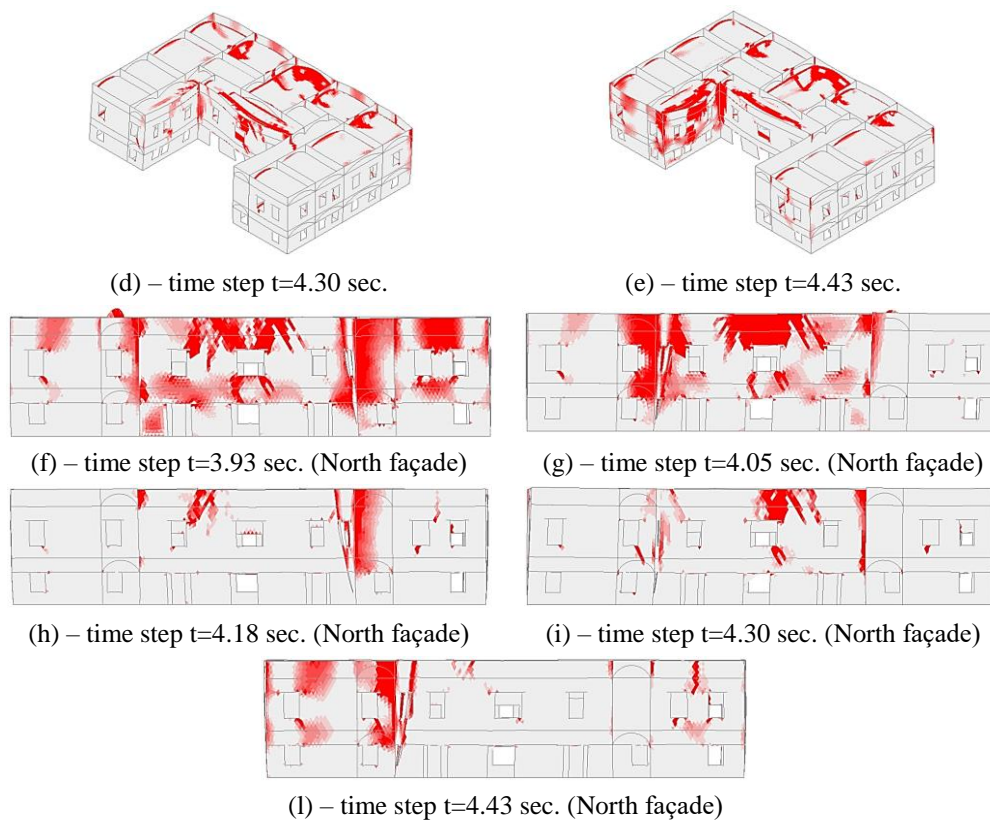 (d) – time step t=4.30 sec.
(e) – time step t=4.43 sec.
(f) – time step t=3.93 sec. (North façade)
(g) – time step t=4.05 sec. (North façade)
(h) – time step t=4.18 sec. (North façade)
(i) – time step t=4.30 sec. (North façade)
(l) – time step t=4.43 sec. (North façade)